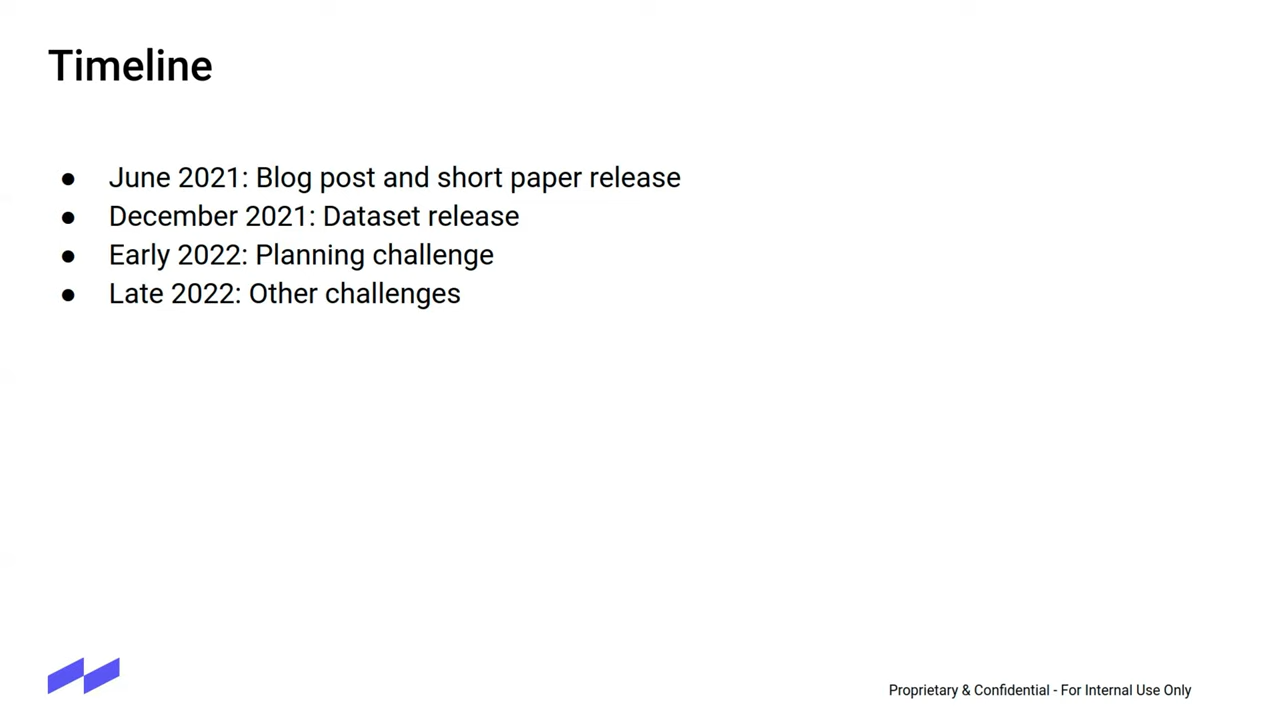 Timeline
● June 2021: Blog post and short paper release
● December 2021: Dataset release
● Early 2022: Planning challenge
● Late 2022: Other challenges
Proprietary & Confidential - For Internal Use Only